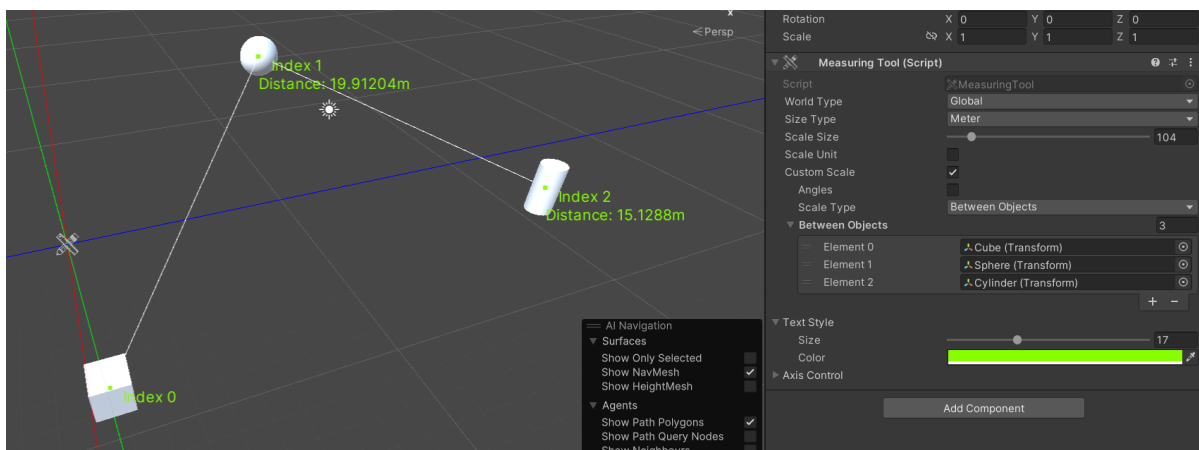 x
Persp
Index 1
Distance: 19.91204m
Index 2
Distance: 15.1288m
Index 0
AI Navigation
Surfaces
Show Only Selected
Show NavMesh
Show HeightMesh
Agents
Show Path Polygons
Show Path Query Nodes
Show Neighbours
Rotation X 0 Y 0 Z 0
Scale X 1 Y 1 Z 1
Measuring Tool (Script)
Script MeasuringTool
World Type Global
Size Type Meter
Scale Size 104
Scale Unit
Custom Scale
Angles
Scale Type Between Objects
Between Objects 3
Element 0 Cube (Transform)
Element 1 Sphere (Transform)
Element 2 Cylinder (Transform)
+ −
Text Style
Size 17
Color
Axis Control
Add Component